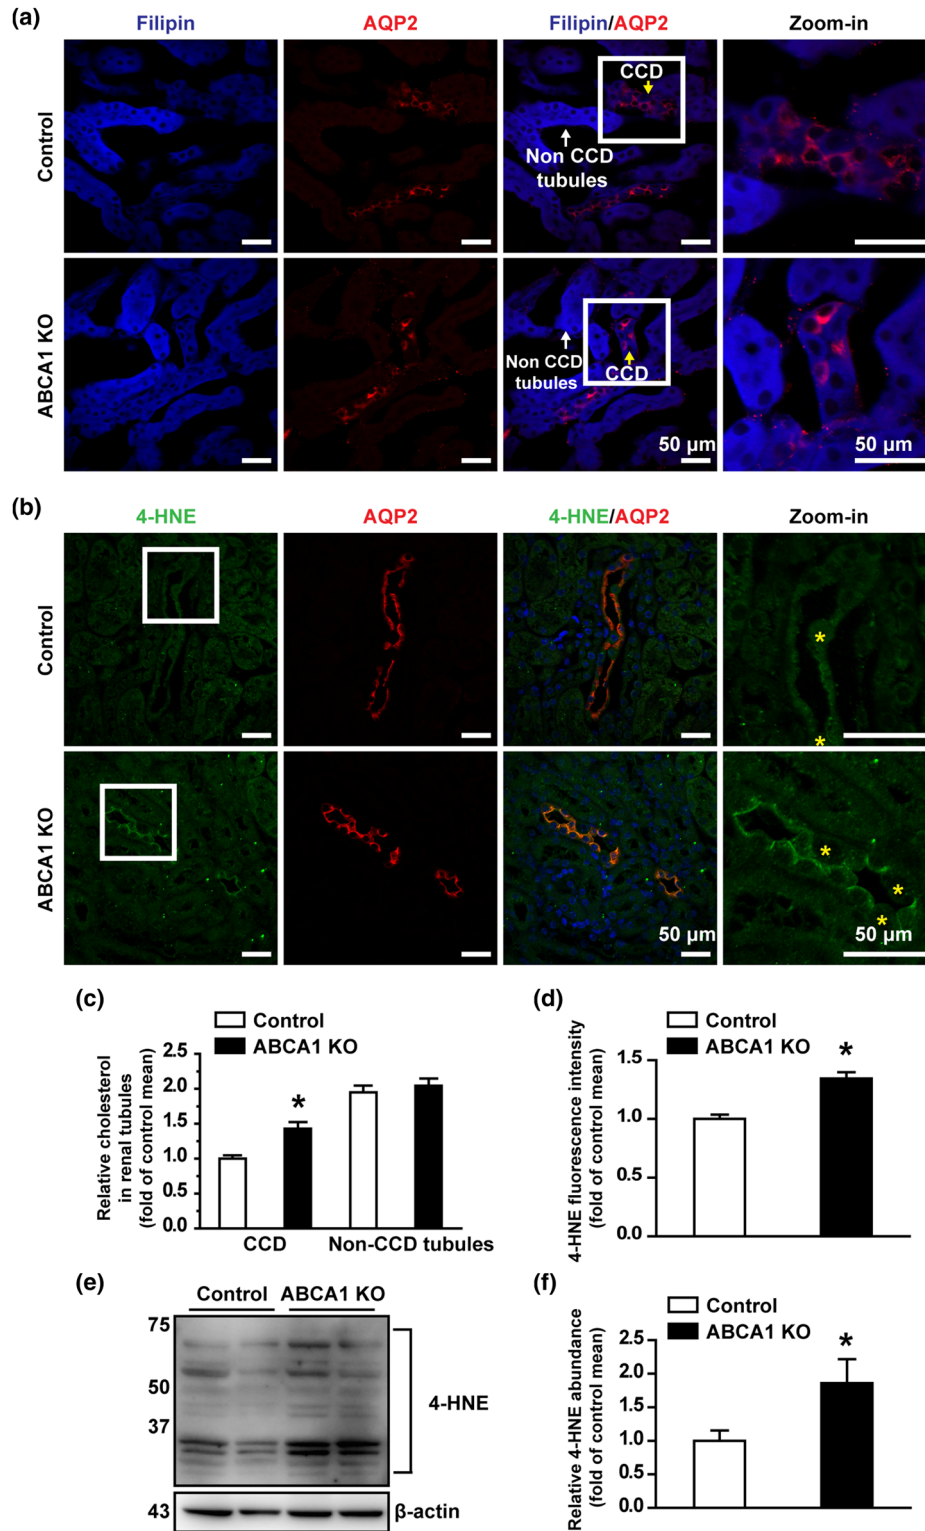 (a)
Filipin AQP2 Filipin/AQP2 Zoom-in
Control
CCD
Non CCD
tubules
ABCA1 KO
Non CCD
tubules
CCD
50 µm 50 µm
(b)
4-HNE AQP2 4-HNE/AQP2 Zoom-in
Control
*
*
ABCA1 KO
*
*
*
50 µm 50 µm
(c)
Control
ABCA1 KO
Relative cholesterol
in renal tubules
(fold of control mean)
2.5
2.0
1.5
1.0
0.5
0.0
*
CCD Non-CCD tubules
(d)
Control
ABCA1 KO
4-HNE fluorescence intensity
(fold of control mean)
1.5
1.0
0.5
0.0
*
(e)
Control ABCA1 KO
75
50
37
4-HNE
43 β-actin
(f)
Control
ABCA1 KO
Relative 4-HNE abundance
(fold of control mean)
2.5
2.0
1.5
1.0
0.5
0.0
*